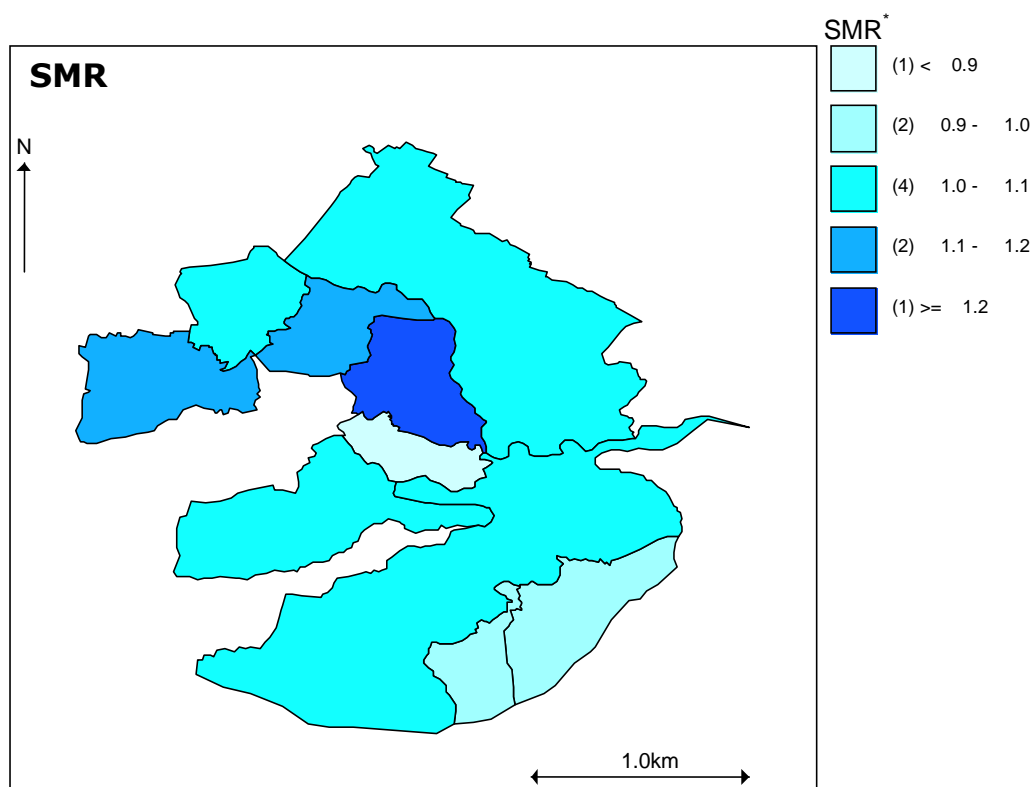 SMR*
SMR
(1) < 0.9
(2) 0.9 - 1.0
N
(4) 1.0 - 1.1
(2) 1.1 - 1.2
(1) >= 1.2
1.0km